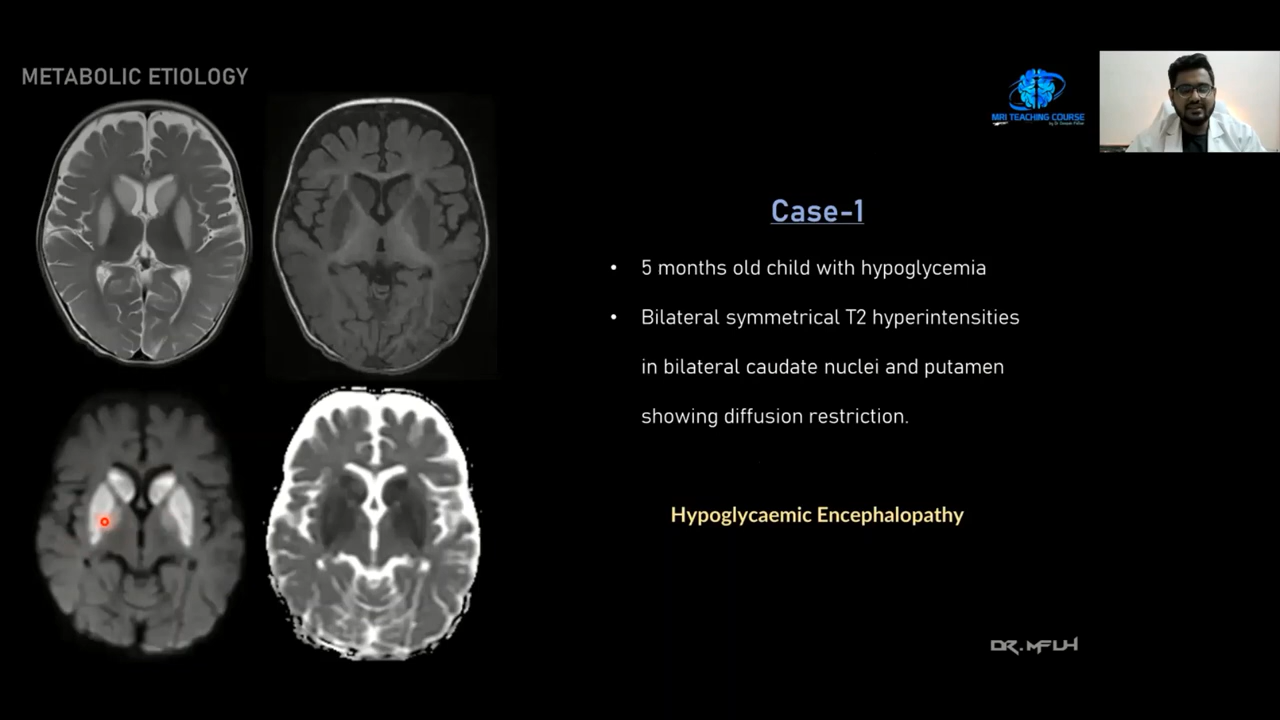 METABOLIC ETIOLOGY
MRI TEACHING COURSE
Case-1
• 5 months old child with hypoglycemia
• Bilateral symmetrical T2 hyperintensities
in bilateral caudate nuclei and putamen
showing diffusion restriction.
Hypoglycaemic Encephalopathy
DR. MFUH